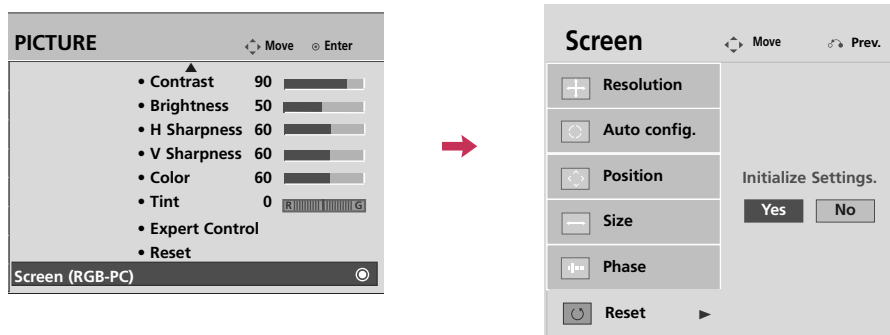 PICTURE Move Enter
• Contrast 90
• Brightness 50
• H Sharpness 60
• V Sharpness 60
• Color 60
• Tint 0 R G
• Expert Control
• Reset
Screen (RGB-PC)
Screen Move Prev.
Resolution
Auto config.
Position
Size
Phase
Reset
Initialize Settings.
Yes No